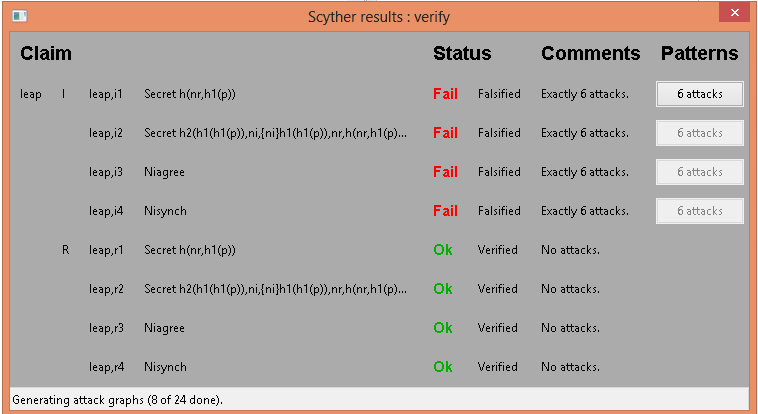 Scyther results : verify
Claim Status Comments Patterns
leap I leap,i1 Secret h(nr,h1(p)) Fail Falsified Exactly 6 attacks. 6 attacks
leap,i2 Secret h2(h1(h1(p)),ni,{ni}h1(h1(p)),nr,h(nr,h1(p)... Fail Falsified Exactly 6 attacks. 6 attacks
leap,i3 Niagree Fail Falsified Exactly 6 attacks. 6 attacks
leap,i4 Nisynch Fail Falsified Exactly 6 attacks. 6 attacks
R leap,r1 Secret h(nr,h1(p)) Ok Verified No attacks.
leap,r2 Secret h2(h1(h1(p)),ni,{ni}h1(h1(p)),nr,h(nr,h1(p)... Ok Verified No attacks.
leap,r3 Niagree Ok Verified No attacks.
leap,r4 Nisynch Ok Verified No attacks.
Generating attack graphs (8 of 24 done).